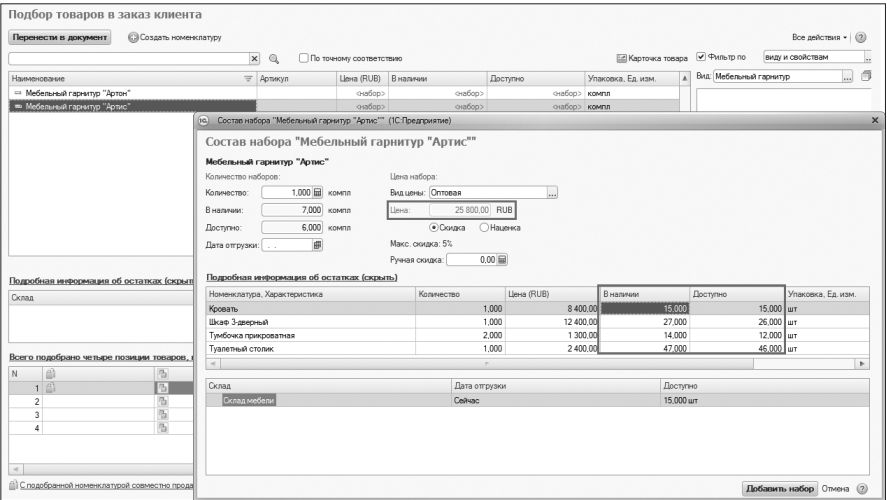 Подбор товаров в заказ клиента
Перенести в документ Создать номенклатуру Все действия
По точному соответствию Карточка товара Фильтр по виду и свойствам
Наименование Артикул Цена (RUB) В наличии Доступно Упаковка, Ед. изм. Вид: Мебельный гарнитур
Мебельный гарнитур "Артон" <набор> <набор> <набор> компл
Мебельный гарнитур "Артис" <набор> <набор> <набор> компл
Состав набора "Мебельный гарнитур "Артис"" (1С:Предприятие)
Состав набора "Мебельный гарнитур "Артис""
Мебельный гарнитур "Артис"
Количество наборов: Цена набора:
Количество: 1,000 компл Вид цены: Оптовая
В наличии: 7,000 компл Цена: 25 800,00 RUB
Доступно: 6,000 компл Скидка Наценка
Дата отгрузки: . . Макс. скидка: 5%
Ручная скидка: 0,00
Подробная информация об остатках (скрыть)
Номенклатура, Характеристика Количество Цена (RUB) В наличии Доступно Упаковка, Ед. изм.
Кровать 1,000 8 400,00 15,000 15,000 шт
Шкаф 3-дверный 1,000 12 400,00 27,000 26,000 шт
Тумбочка прикроватная 2,000 1 300,00 14,000 12,000 шт
Туалетный столик 1,000 2 400,00 47,000 46,000 шт
Склад Дата отгрузки Доступно
Склад мебели Сейчас 15,000 шт
Добавить набор Отмена
Подробная информация об остатках (скрыт
Склад
Всего подобрано четыре позиции товаров,
N
1
2
3
4
С подобранной номенклатурой совместно прода